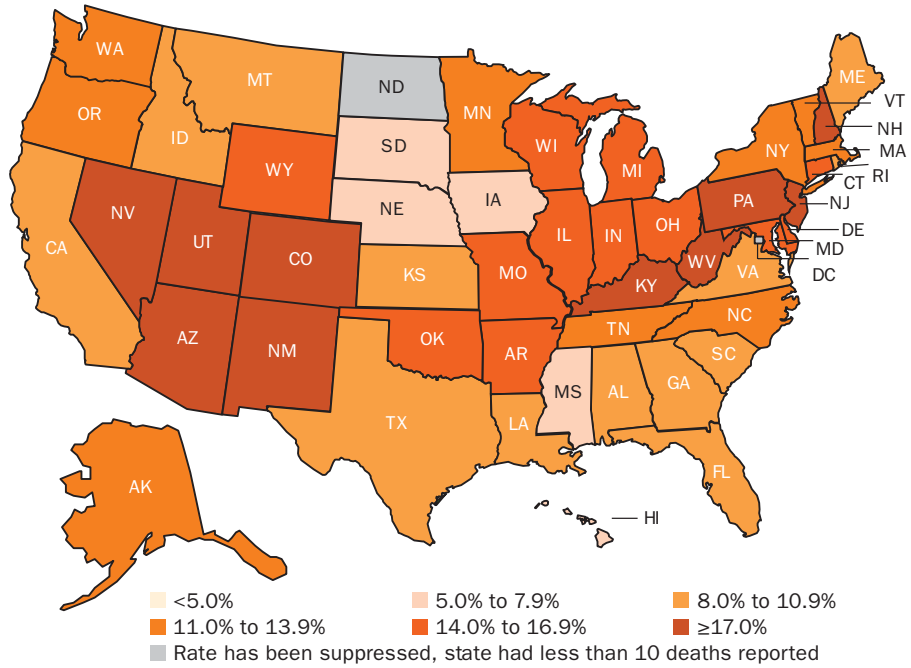 WA
MT
ND
ME
OR
ID
MN
VT
NH
SD
WI
NY
MA
WY
MI
RI
CT
NE
IA
PA
NJ
NV
OH
UT
IL
IN
DE
CA
CO
MD
WV
VA
DC
KS
MO
KY
NC
TN
AZ
NM
OK
AR
SC
MS
AL
GA
TX
LA
FL
AK
HI
<5.0%
5.0% to 7.9%
8.0% to 10.9%
11.0% to 13.9%
14.0% to 16.9%
≥17.0%
Rate has been suppressed, state had less than 10 deaths reported